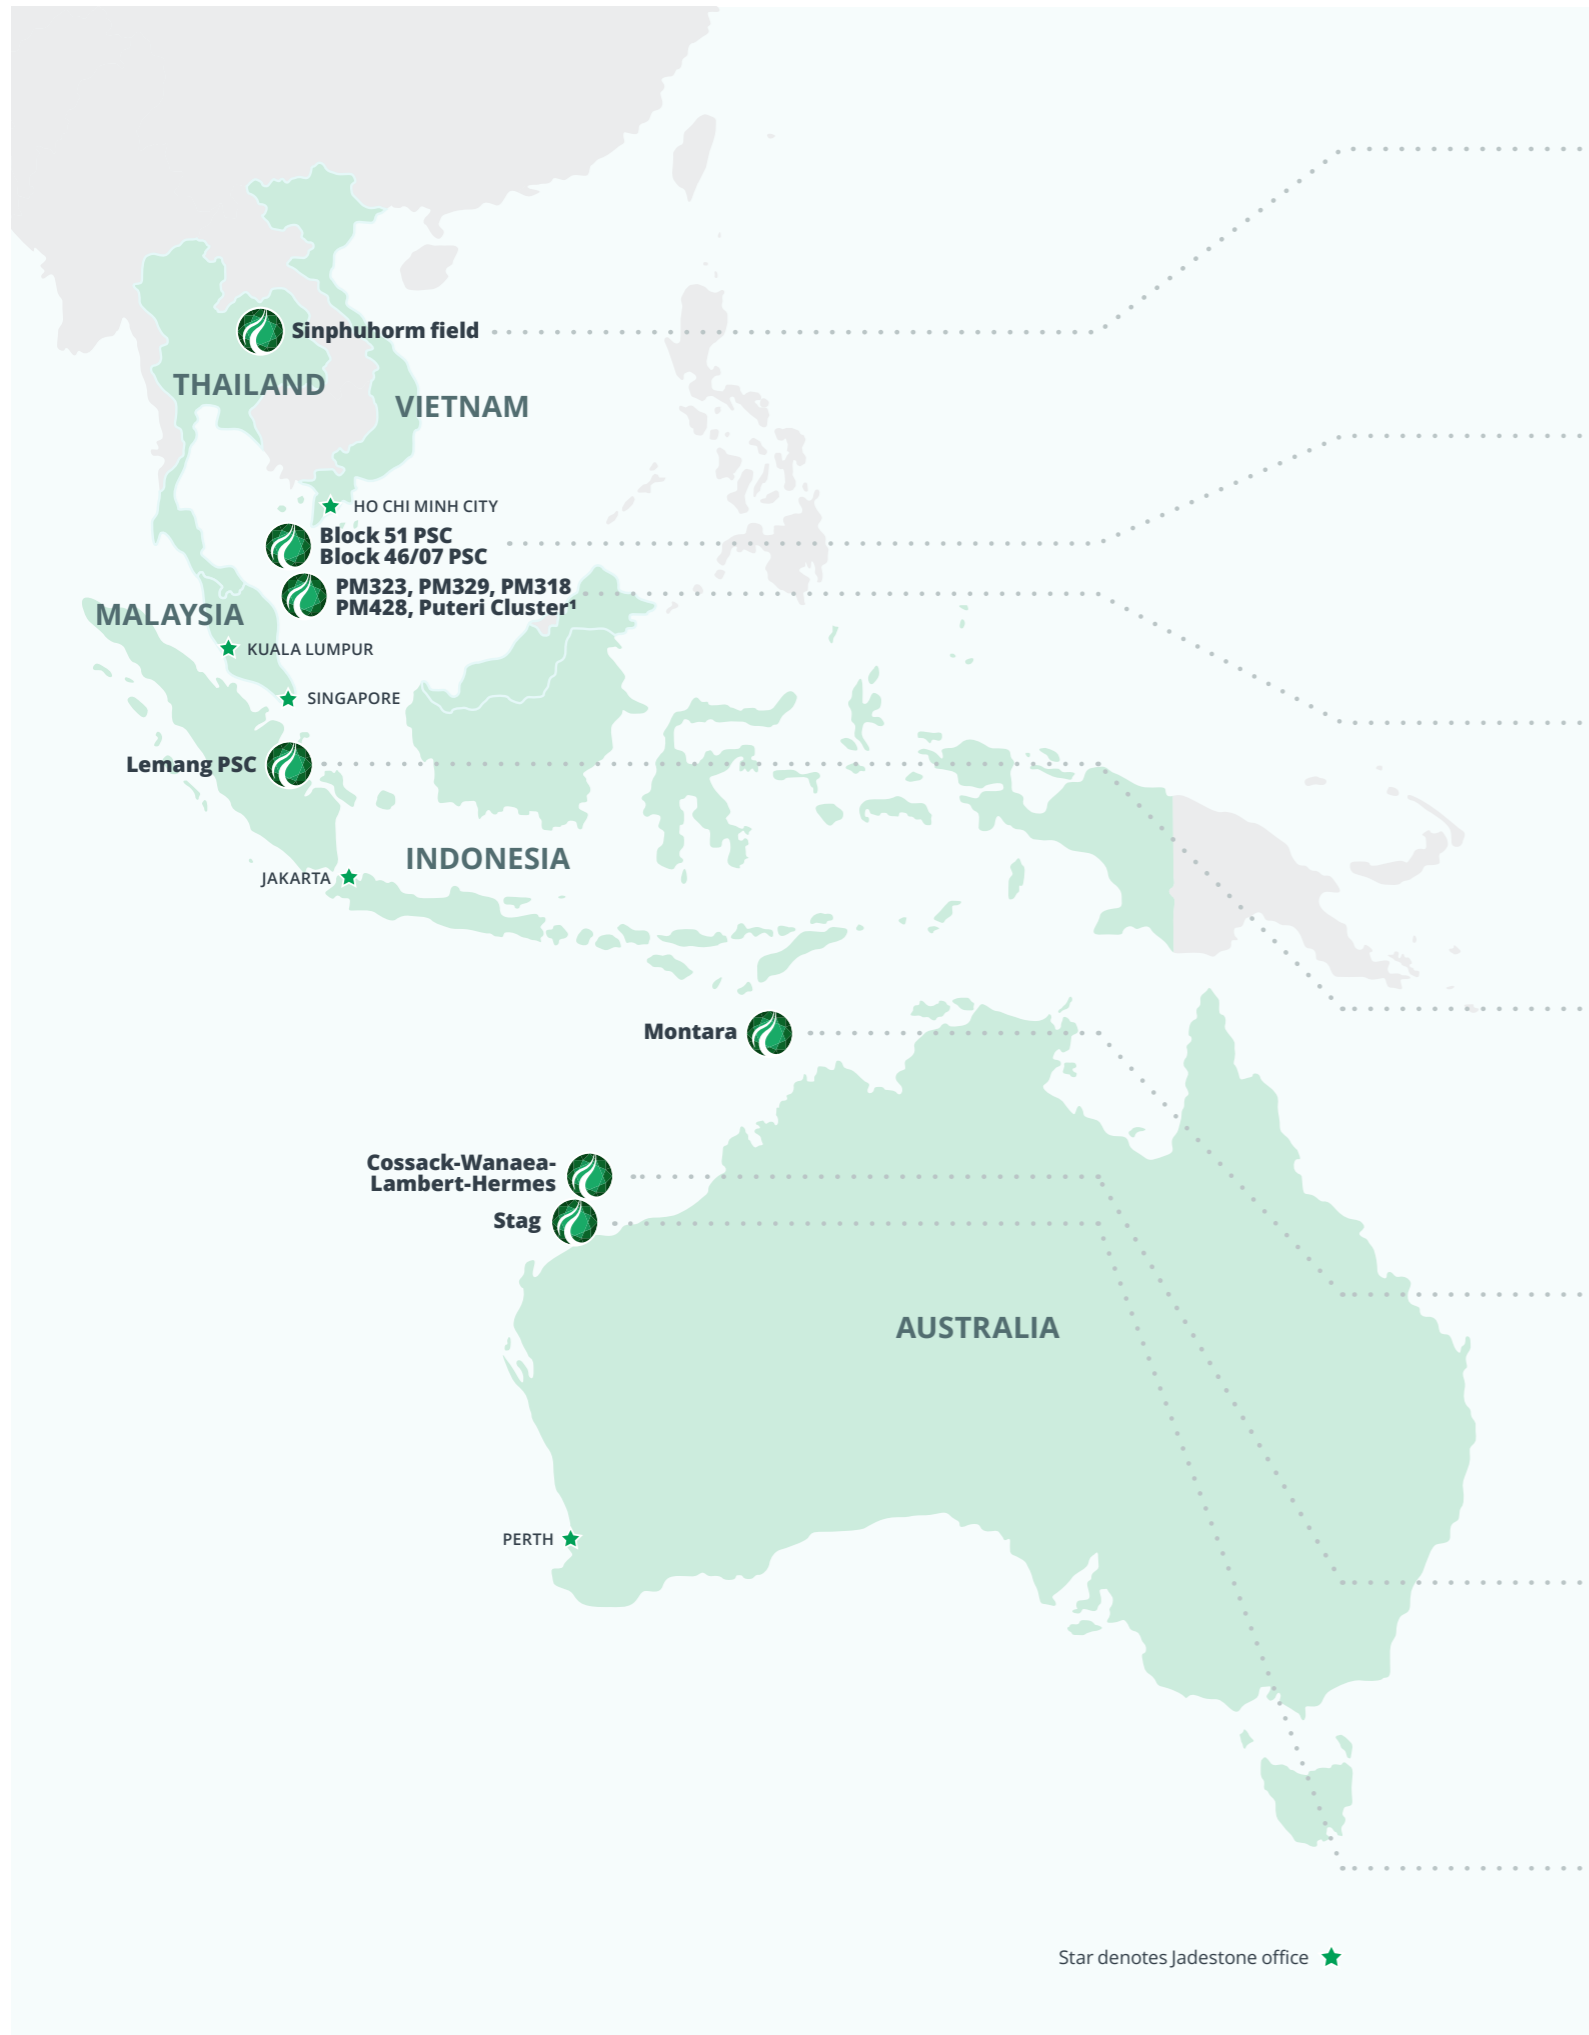 Sinphuhorm field
THAILAND
VIETNAM
HO CHI MINH CITY
Block 51 PSC
Block 46/07 PSC
PM323, PM329, PM318
PM428, Puteri Cluster¹
MALAYSIA
KUALA LUMPUR
SINGAPORE
Lemang PSC
INDONESIA
JAKARTA
Montara
Cossack-Wanaea-
Lambert-Hermes
Stag
AUSTRALIA
PERTH
Star denotes Jadestone office